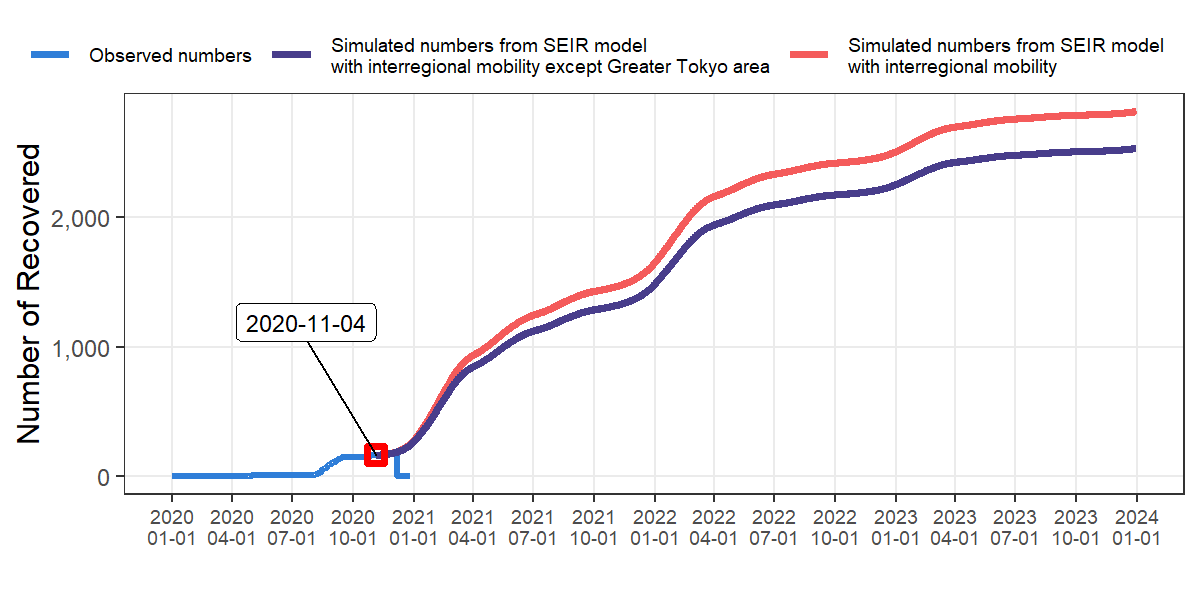 Observed numbers
Simulated numbers from SEIR model
with interregional mobility except Greater Tokyo area
Simulated numbers from SEIR model
with interregional mobility
Number of Recovered
2,000
1,000
0
2020-11-04
2020 2020 2020 2020 2021 2021 2021 2021 2022 2022 2022 2022 2023 2023 2023 2023 2024
01-01 04-01 07-01 10-01 01-01 04-01 07-01 10-01 01-01 04-01 07-01 10-01 01-01 04-01 07-01 10-01 01-01